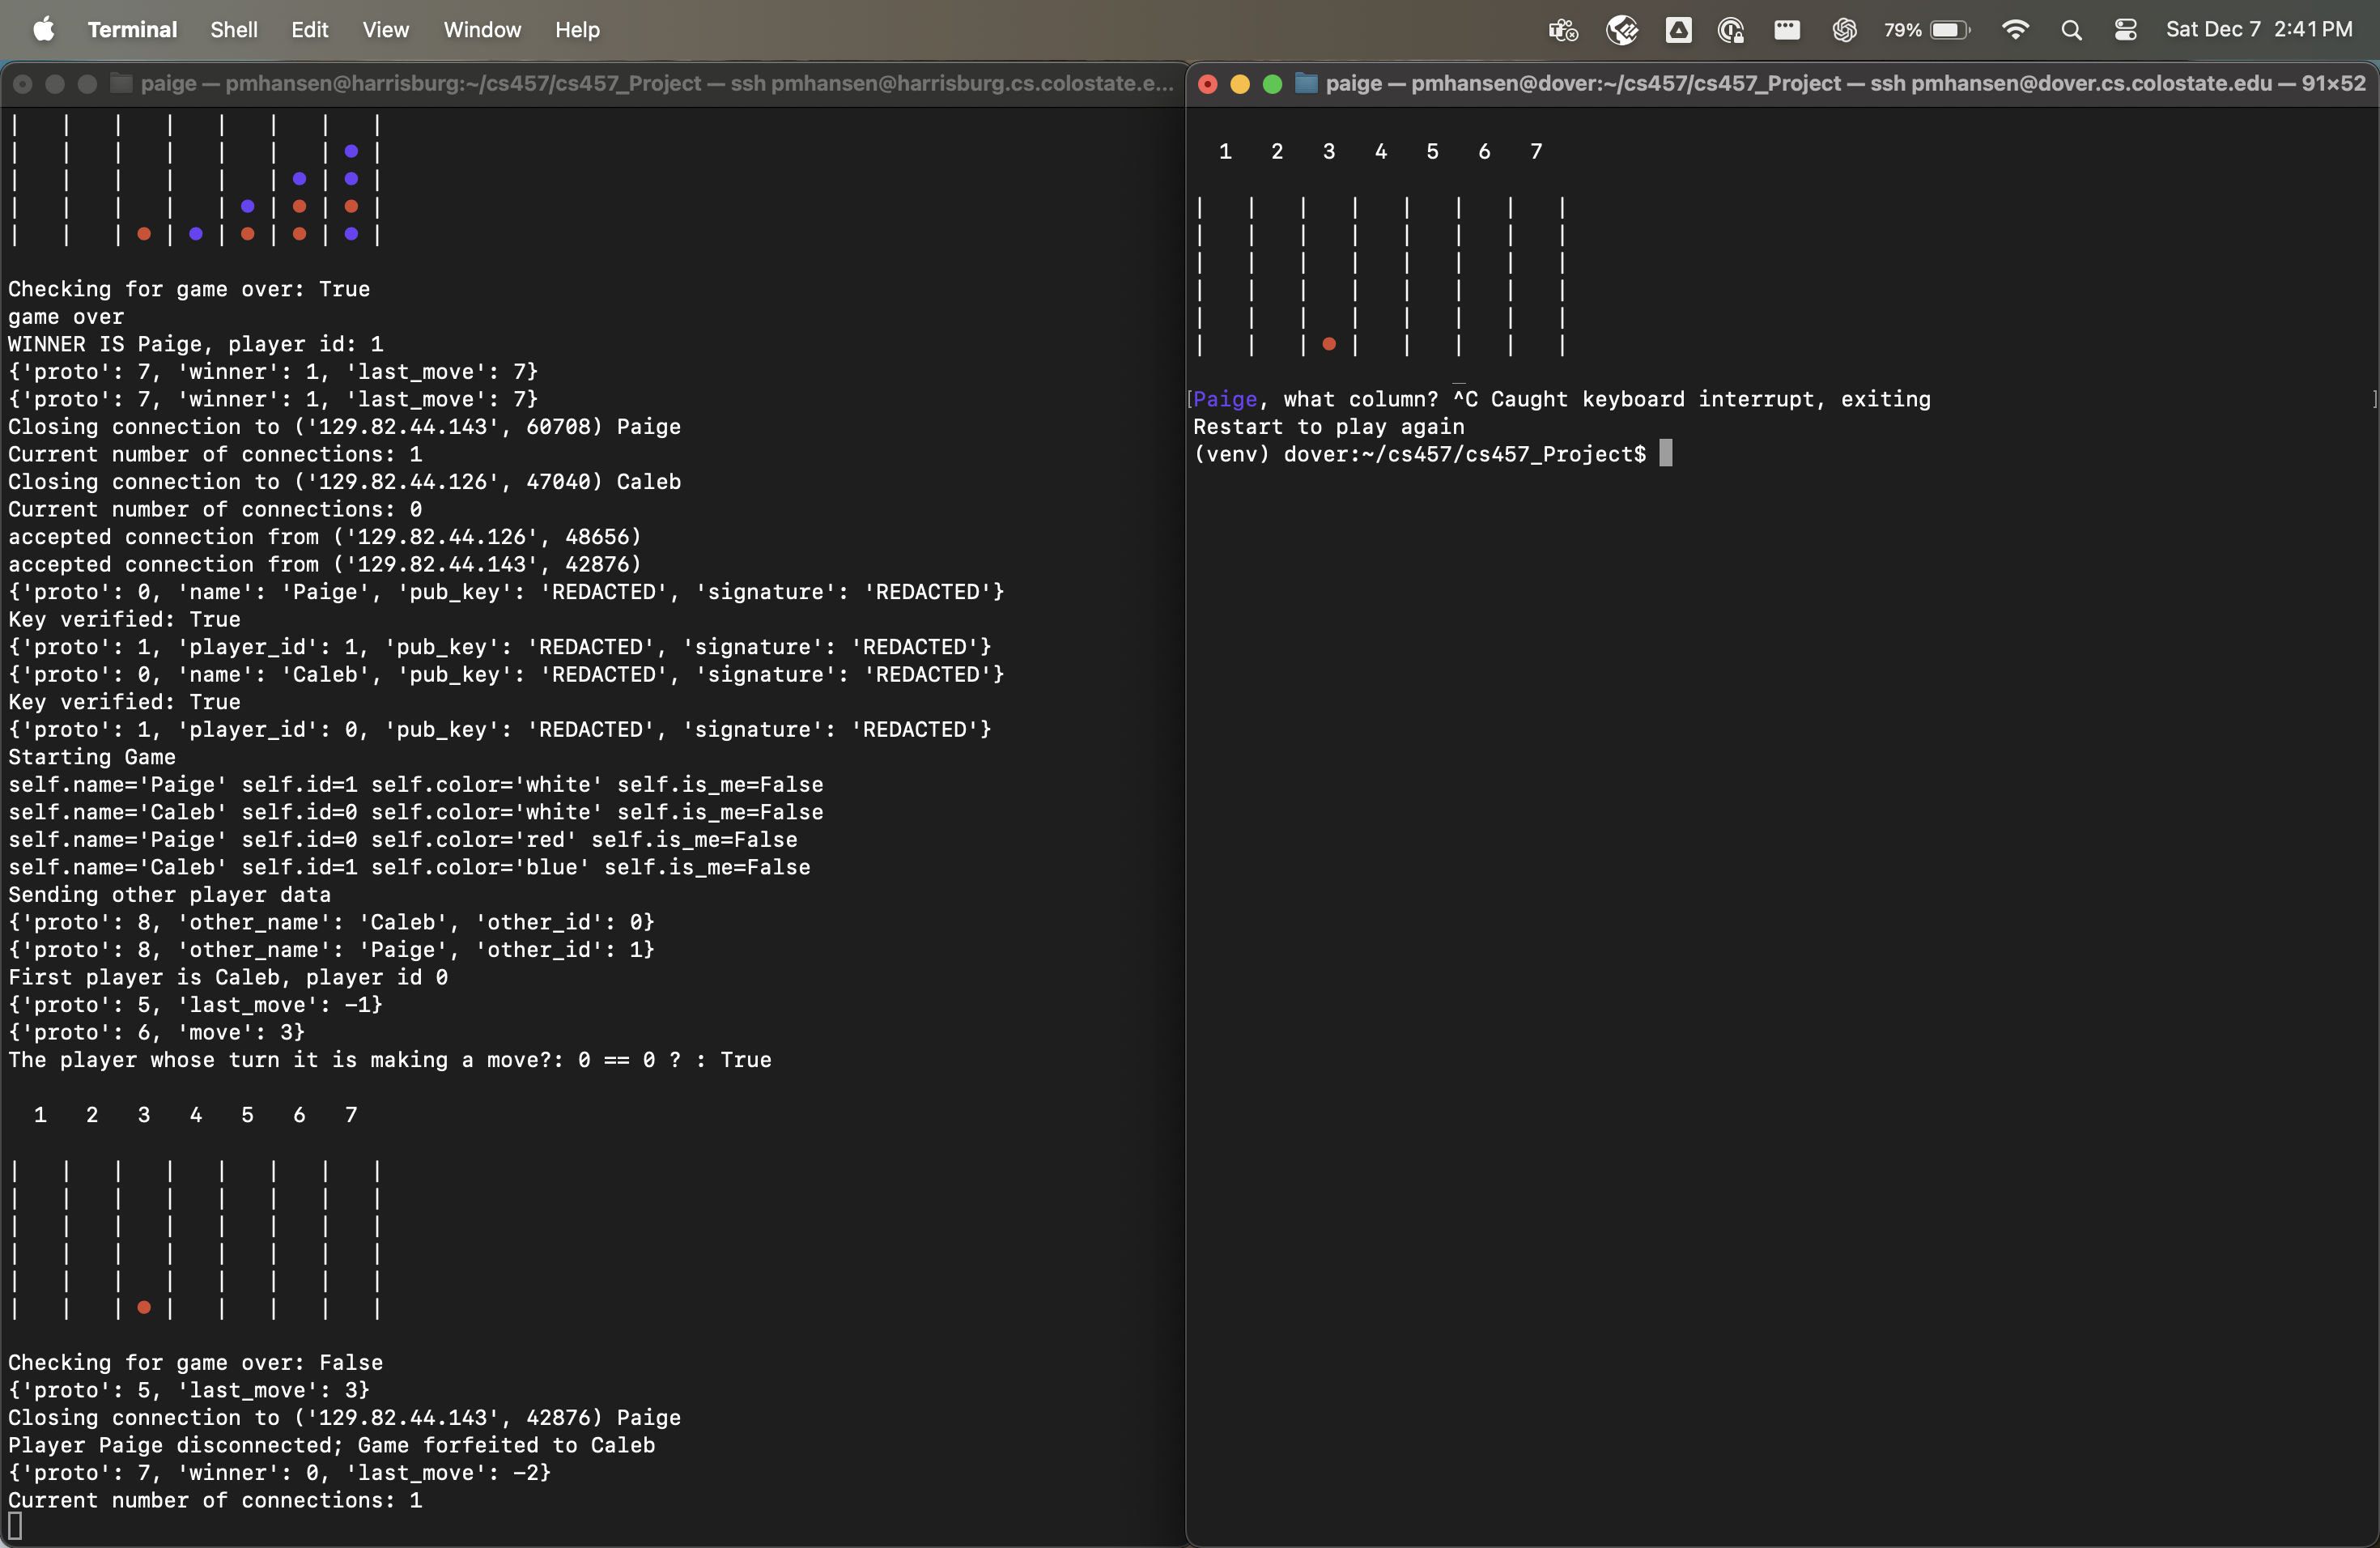 Terminal Shell Edit View Window Help 79% Sat Dec 7 2:41 PM
paige — pmhansen@harrisburg:~/cs457/cs457_Project — ssh pmhansen@harrisburg.cs.colostate.e...
| | | | | | | |
| | | | | | | ● |
| | | | | | ● | ● |
| | | | | ● | ● | ● |
| | | ● | ● | ● | ● | ● |
Checking for game over: True
game over
WINNER IS Paige, player id: 1
{'proto': 7, 'winner': 1, 'last_move': 7}
{'proto': 7, 'winner': 1, 'last_move': 7}
Closing connection to ('129.82.44.143', 60708) Paige
Current number of connections: 1
Closing connection to ('129.82.44.126', 47040) Caleb
Current number of connections: 0
accepted connection from ('129.82.44.126', 48656)
accepted connection from ('129.82.44.143', 42876)
{'proto': 0, 'name': 'Paige', 'pub_key': 'REDACTED', 'signature': 'REDACTED'}
Key verified: True
{'proto': 1, 'player_id': 1, 'pub_key': 'REDACTED', 'signature': 'REDACTED'}
{'proto': 0, 'name': 'Caleb', 'pub_key': 'REDACTED', 'signature': 'REDACTED'}
Key verified: True
{'proto': 1, 'player_id': 0, 'pub_key': 'REDACTED', 'signature': 'REDACTED'}
Starting Game
self.name='Paige' self.id=1 self.color='white' self.is_me=False
self.name='Caleb' self.id=0 self.color='white' self.is_me=False
self.name='Paige' self.id=0 self.color='red' self.is_me=False
self.name='Caleb' self.id=1 self.color='blue' self.is_me=False
Sending other player data
{'proto': 8, 'other_name': 'Caleb', 'other_id': 0}
{'proto': 8, 'other_name': 'Paige', 'other_id': 1}
First player is Caleb, player id 0
{'proto': 5, 'last_move': -1}
{'proto': 6, 'move': 3}
The player whose turn it is making a move?: 0 == 0 ? : True
1 2 3 4 5 6 7
| | | | | | | |
| | | | | | | |
| | | | | | | |
| | | | | | | |
| | | | | | | |
| | | ● | | | | |
Checking for game over: False
{'proto': 5, 'last_move': 3}
Closing connection to ('129.82.44.143', 42876) Paige
Player Paige disconnected; Game forfeited to Caleb
{'proto': 7, 'winner': 0, 'last_move': -2}
Current number of connections: 1
paige — pmhansen@dover:~/cs457/cs457_Project — ssh pmhansen@dover.cs.colostate.edu — 91×52
1 2 3 4 5 6 7
| | | | | | | |
| | | | | | | |
| | | | | | | |
| | | | | | | |
| | | | | | | |
| | | ● | | | | |
[Paige, what column? ^C Caught keyboard interrupt, exiting ]
Restart to play again
(venv) dover:~/cs457/cs457_Project$